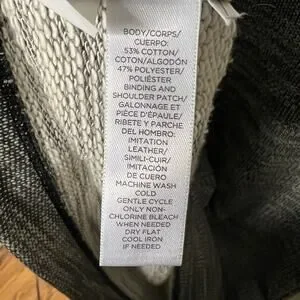 BODY/CORPS/
CUERPO:
53% COTTON/
COTON/ALGODÓN
47% POLYESTER/
POLIÉSTER
BINDING AND
SHOULDER PATCH/
GALONNAGE ET
PIÈCE D'ÉPAULE/
RIBETE Y PARCHE
DEL HOMBRO:
IMITATION
LEATHER/
SIMILI-CUIR/
IMITACIÓN
DE CUERO
MACHINE WASH
COLD
GENTLE CYCLE
ONLY NON-
CHLORINE BLEACH
WHEN NEEDED
DRY FLAT
COOL IRON
IF NEEDED